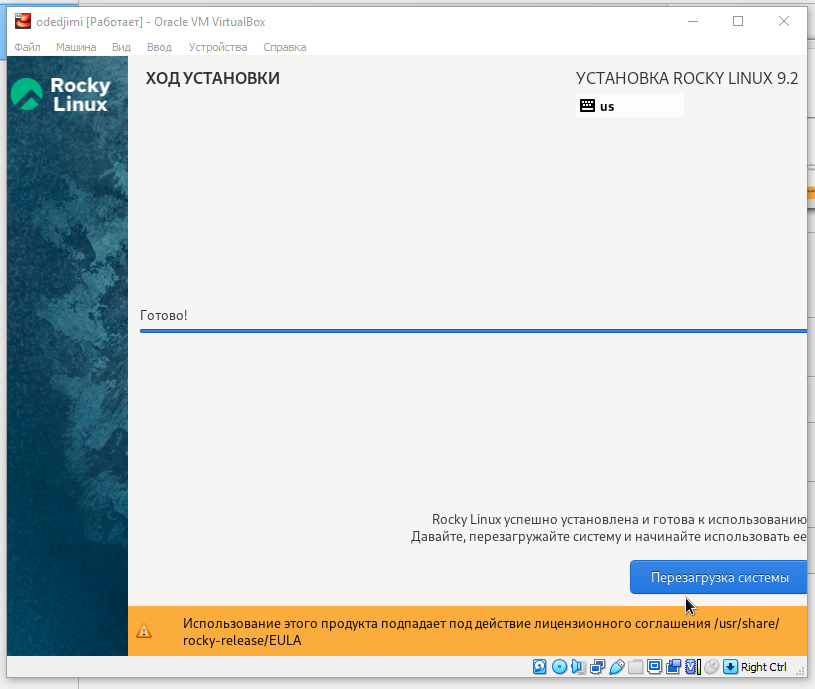 odedjimi [Работает] - Oracle VM VirtualBox
Файл Машина Вид Ввод Устройства Справка
Rocky
Linux
ХОД УСТАНОВКИ
УСТАНОВКА ROCKY LINUX 9.2
us
Готово!
Rocky Linux успешно установлена и готова к использованию
Давайте, перезагружайте систему и начинайте использовать ее
Перезагрузка системы
Использование этого продукта подпадает под действие лицензионного соглашения /usr/share/
rocky-release/EULA
Right Ctrl